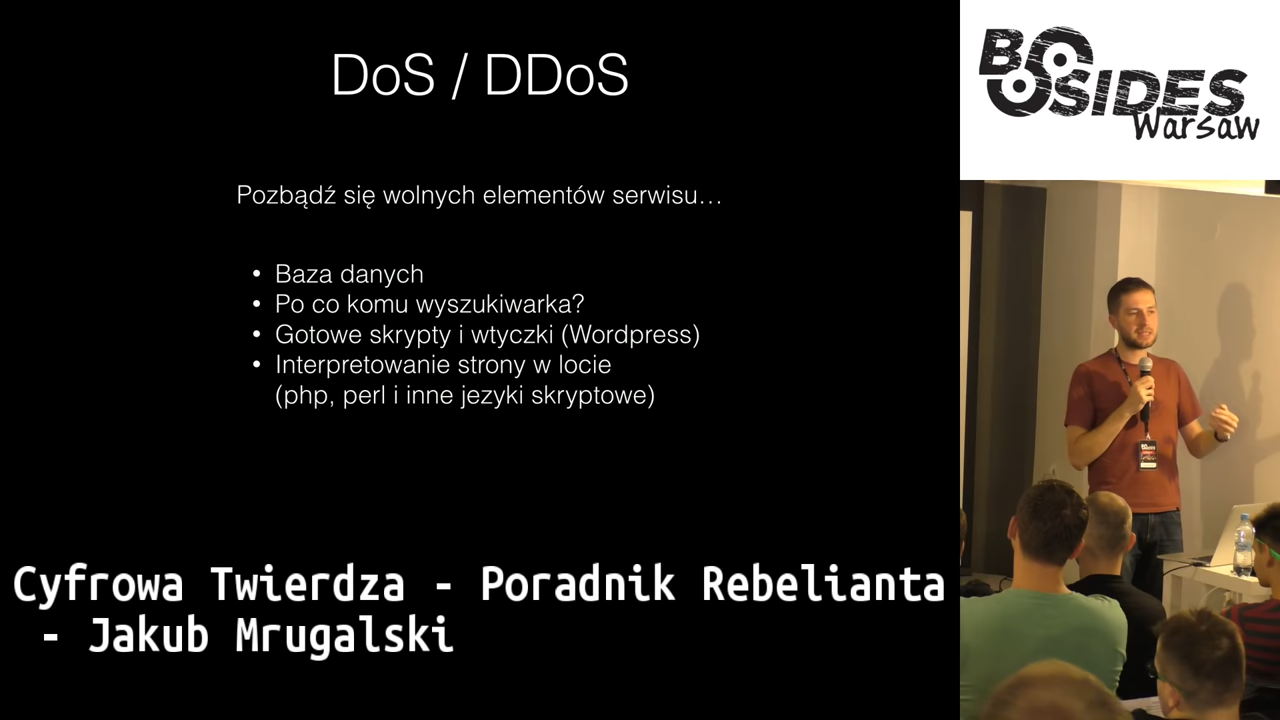 DoS / DDoS
Pozbądź się wolnych elementów serwisu…
• Baza danych
• Po co komu wyszukiwarka?
• Gotowe skrypty i wtyczki (Wordpress)
• Interpretowanie strony w locie
(php, perl i inne jezyki skryptowe)
Cyfrowa Twierdza - Poradnik Rebelianta
- Jakub Mrugalski
BSIDES
Warsaw